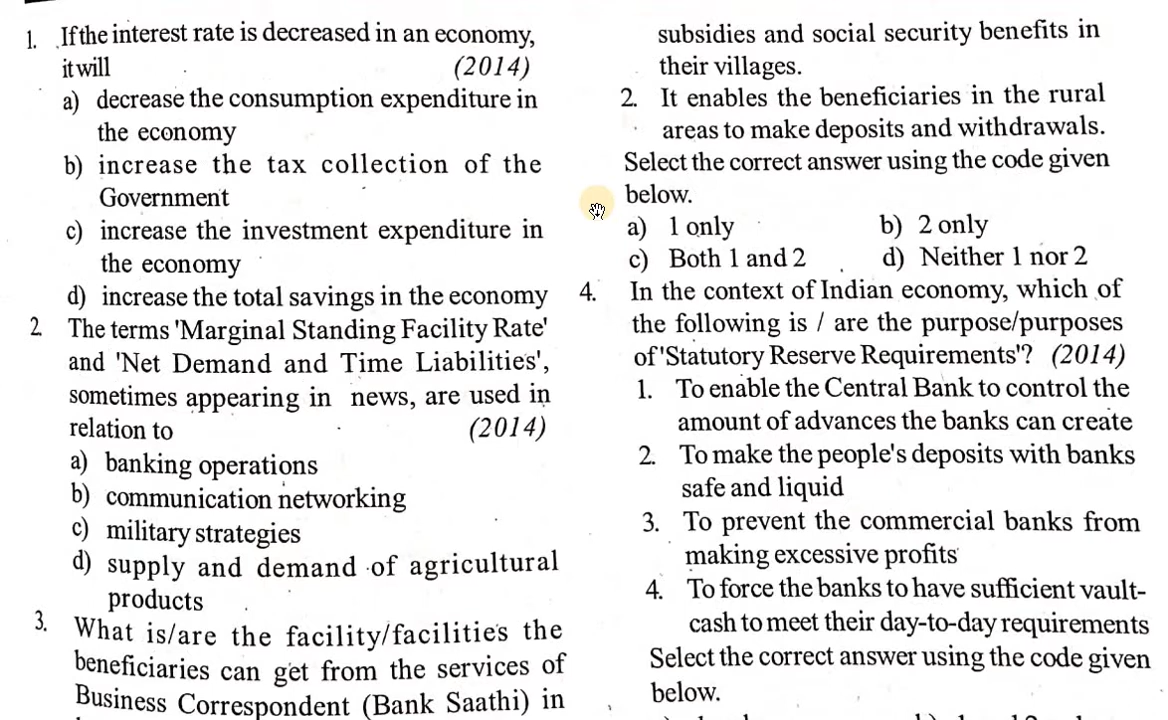 1. If the interest rate is decreased in an economy,
it will (2014)
a) decrease the consumption expenditure in
the economy
b) increase the tax collection of the
Government
c) increase the investment expenditure in
the economy
d) increase the total savings in the economy
2. The terms 'Marginal Standing Facility Rate'
and 'Net Demand and Time Liabilities',
sometimes appearing in news, are used in
relation to (2014)
a) banking operations
b) communication networking
c) military strategies
d) supply and demand of agricultural
products
3. What is/are the facility/facilities the
beneficiaries can get from the services of
Business Correspondent (Bank Saathi) in
subsidies and social security benefits in
their villages.
2. It enables the beneficiaries in the rural
areas to make deposits and withdrawals.
Select the correct answer using the code given
below.
a) 1 only b) 2 only
c) Both 1 and 2 d) Neither 1 nor 2
4. In the context of Indian economy, which of
the following is / are the purpose/purposes
of 'Statutory Reserve Requirements'? (2014)
1. To enable the Central Bank to control the
amount of advances the banks can create
2. To make the people's deposits with banks
safe and liquid
3. To prevent the commercial banks from
making excessive profits
4. To force the banks to have sufficient vault-
cash to meet their day-to-day requirements
Select the correct answer using the code given
below.